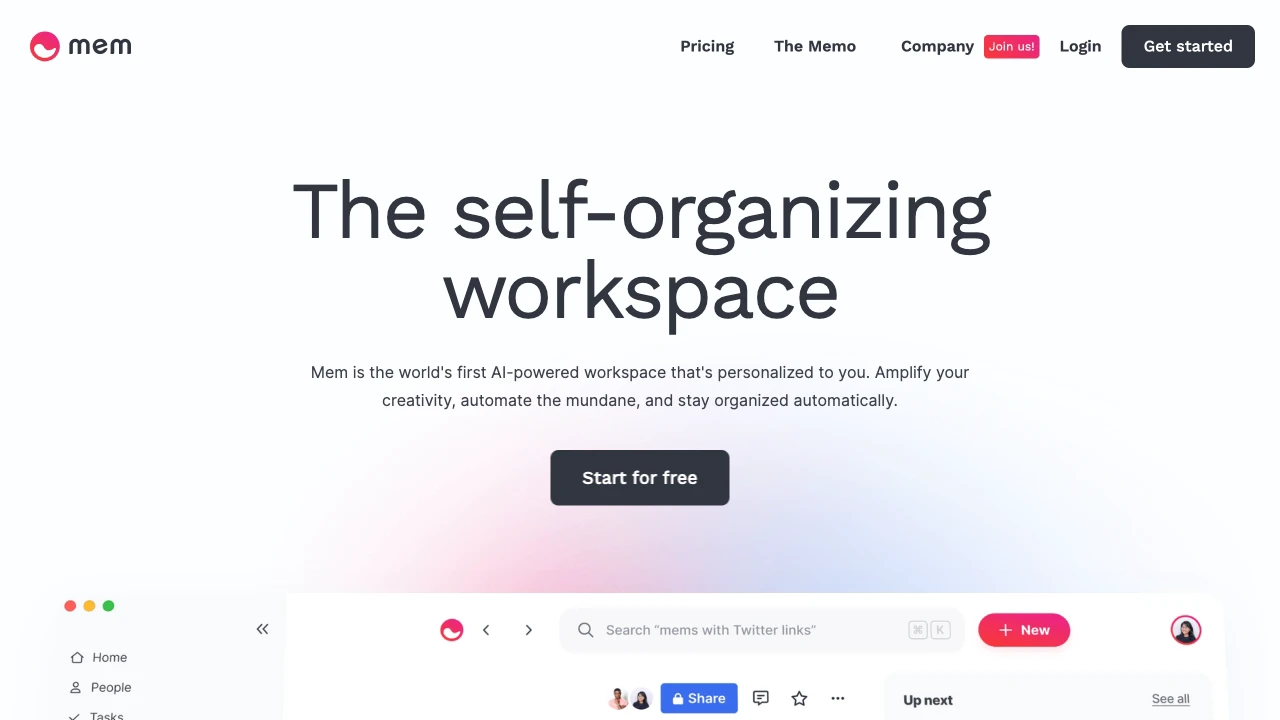 mem
Pricing
The Memo
Company
Join us!
Login
Get started
The self-organizing
workspace
Mem is the world's first AI-powered workspace that's personalized to you. Amplify your
creativity, automate the mundane, and stay organized automatically.
Start for free
Search “mems with Twitter links”
⌘ K
+ New
Home
People
Tasks
Share
Up next
See all